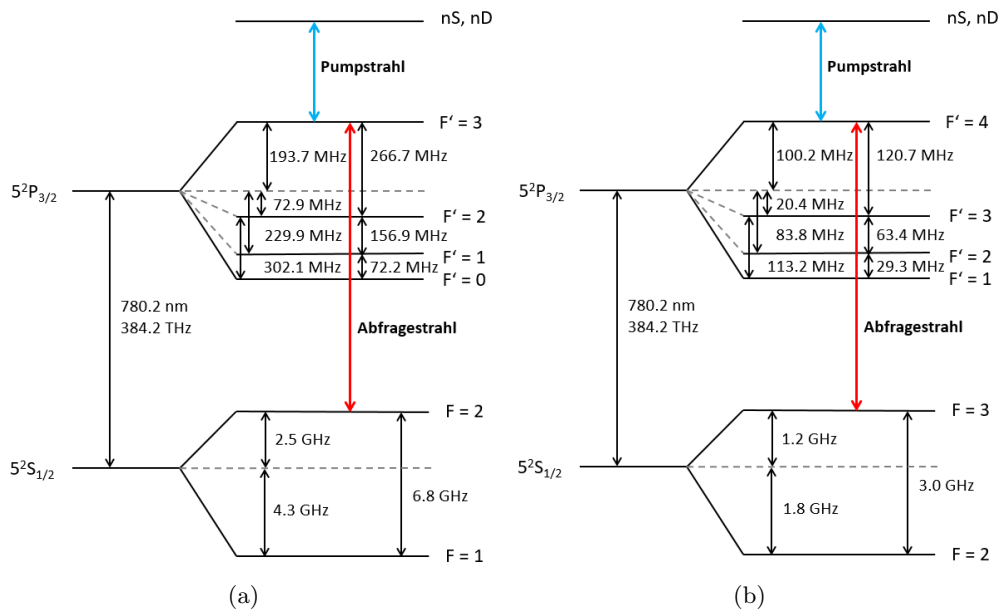 nS, nD
Pumpstrahl
F‘ = 3
193.7 MHz
266.7 MHz
5²P₃/₂
72.9 MHz
F‘ = 2
229.9 MHz
156.9 MHz
F‘ = 1
302.1 MHz
72.2 MHz
F‘ = 0
780.2 nm
384.2 THz
Abfragestrahl
F = 2
2.5 GHz
5²S₁/₂
6.8 GHz
4.3 GHz
F = 1
(a)
nS, nD
Pumpstrahl
F‘ = 4
100.2 MHz
120.7 MHz
5²P₃/₂
20.4 MHz
F‘ = 3
83.8 MHz
63.4 MHz
F‘ = 2
113.2 MHz
29.3 MHz
F‘ = 1
780.2 nm
384.2 THz
Abfragestrahl
F = 3
1.2 GHz
5²S₁/₂
3.0 GHz
1.8 GHz
F = 2
(b)